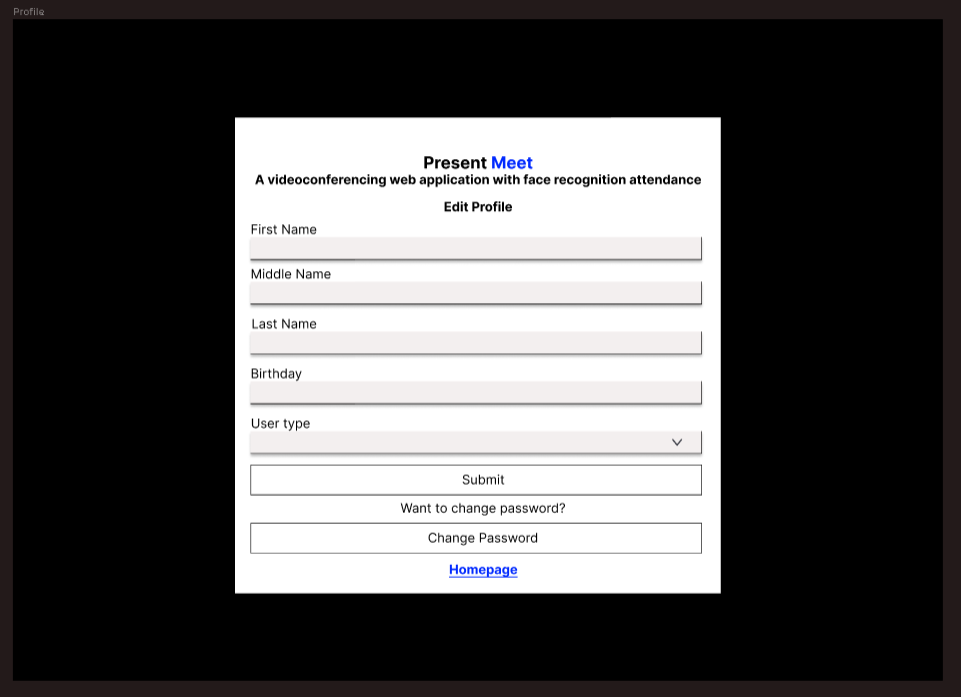 Profile
Present Meet
A videoconferencing web application with face recognition attendance
Edit Profile
First Name
Middle Name
Last Name
Birthday
User type
Submit
Want to change password?
Change Password
Homepage